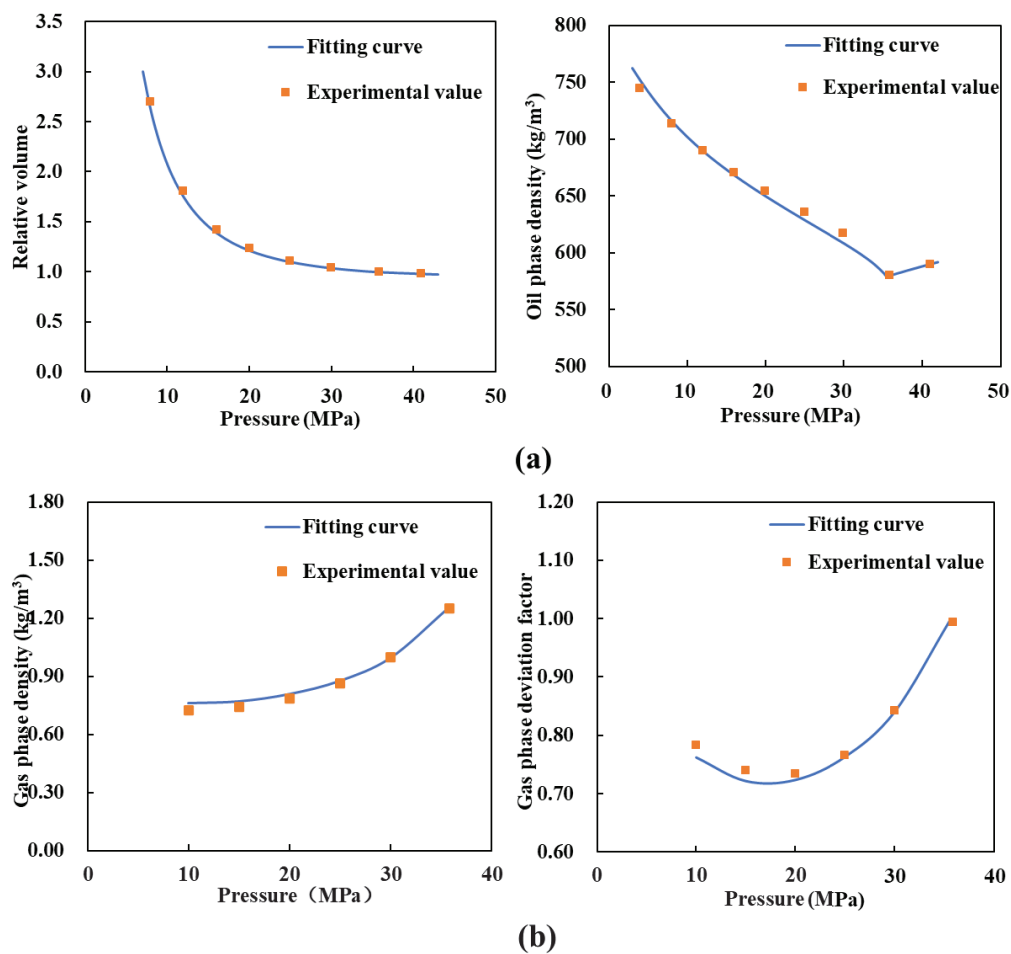 3.5
3.0
2.5
2.0
1.5
1.0
0.5
0.0
Relative volume
Fitting curve
Experimental value
0
10
20
30
40
50
Pressure (MPa)
800
750
700
650
600
550
500
Oil phase density (kg/m³)
Fitting curve
Experimental value
0
10
20
30
40
50
Pressure (MPa)
(a)
1.80
1.50
1.20
0.90
0.60
0.30
0.00
Gas phase density (kg/m³)
Fitting curve
Experimental value
0
10
20
30
40
Pressure（MPa）
1.20
1.10
1.00
0.90
0.80
0.70
0.60
Gas phase deviation factor
Fitting curve
Experimental value
0
10
20
30
40
Pressure (MPa)
(b)